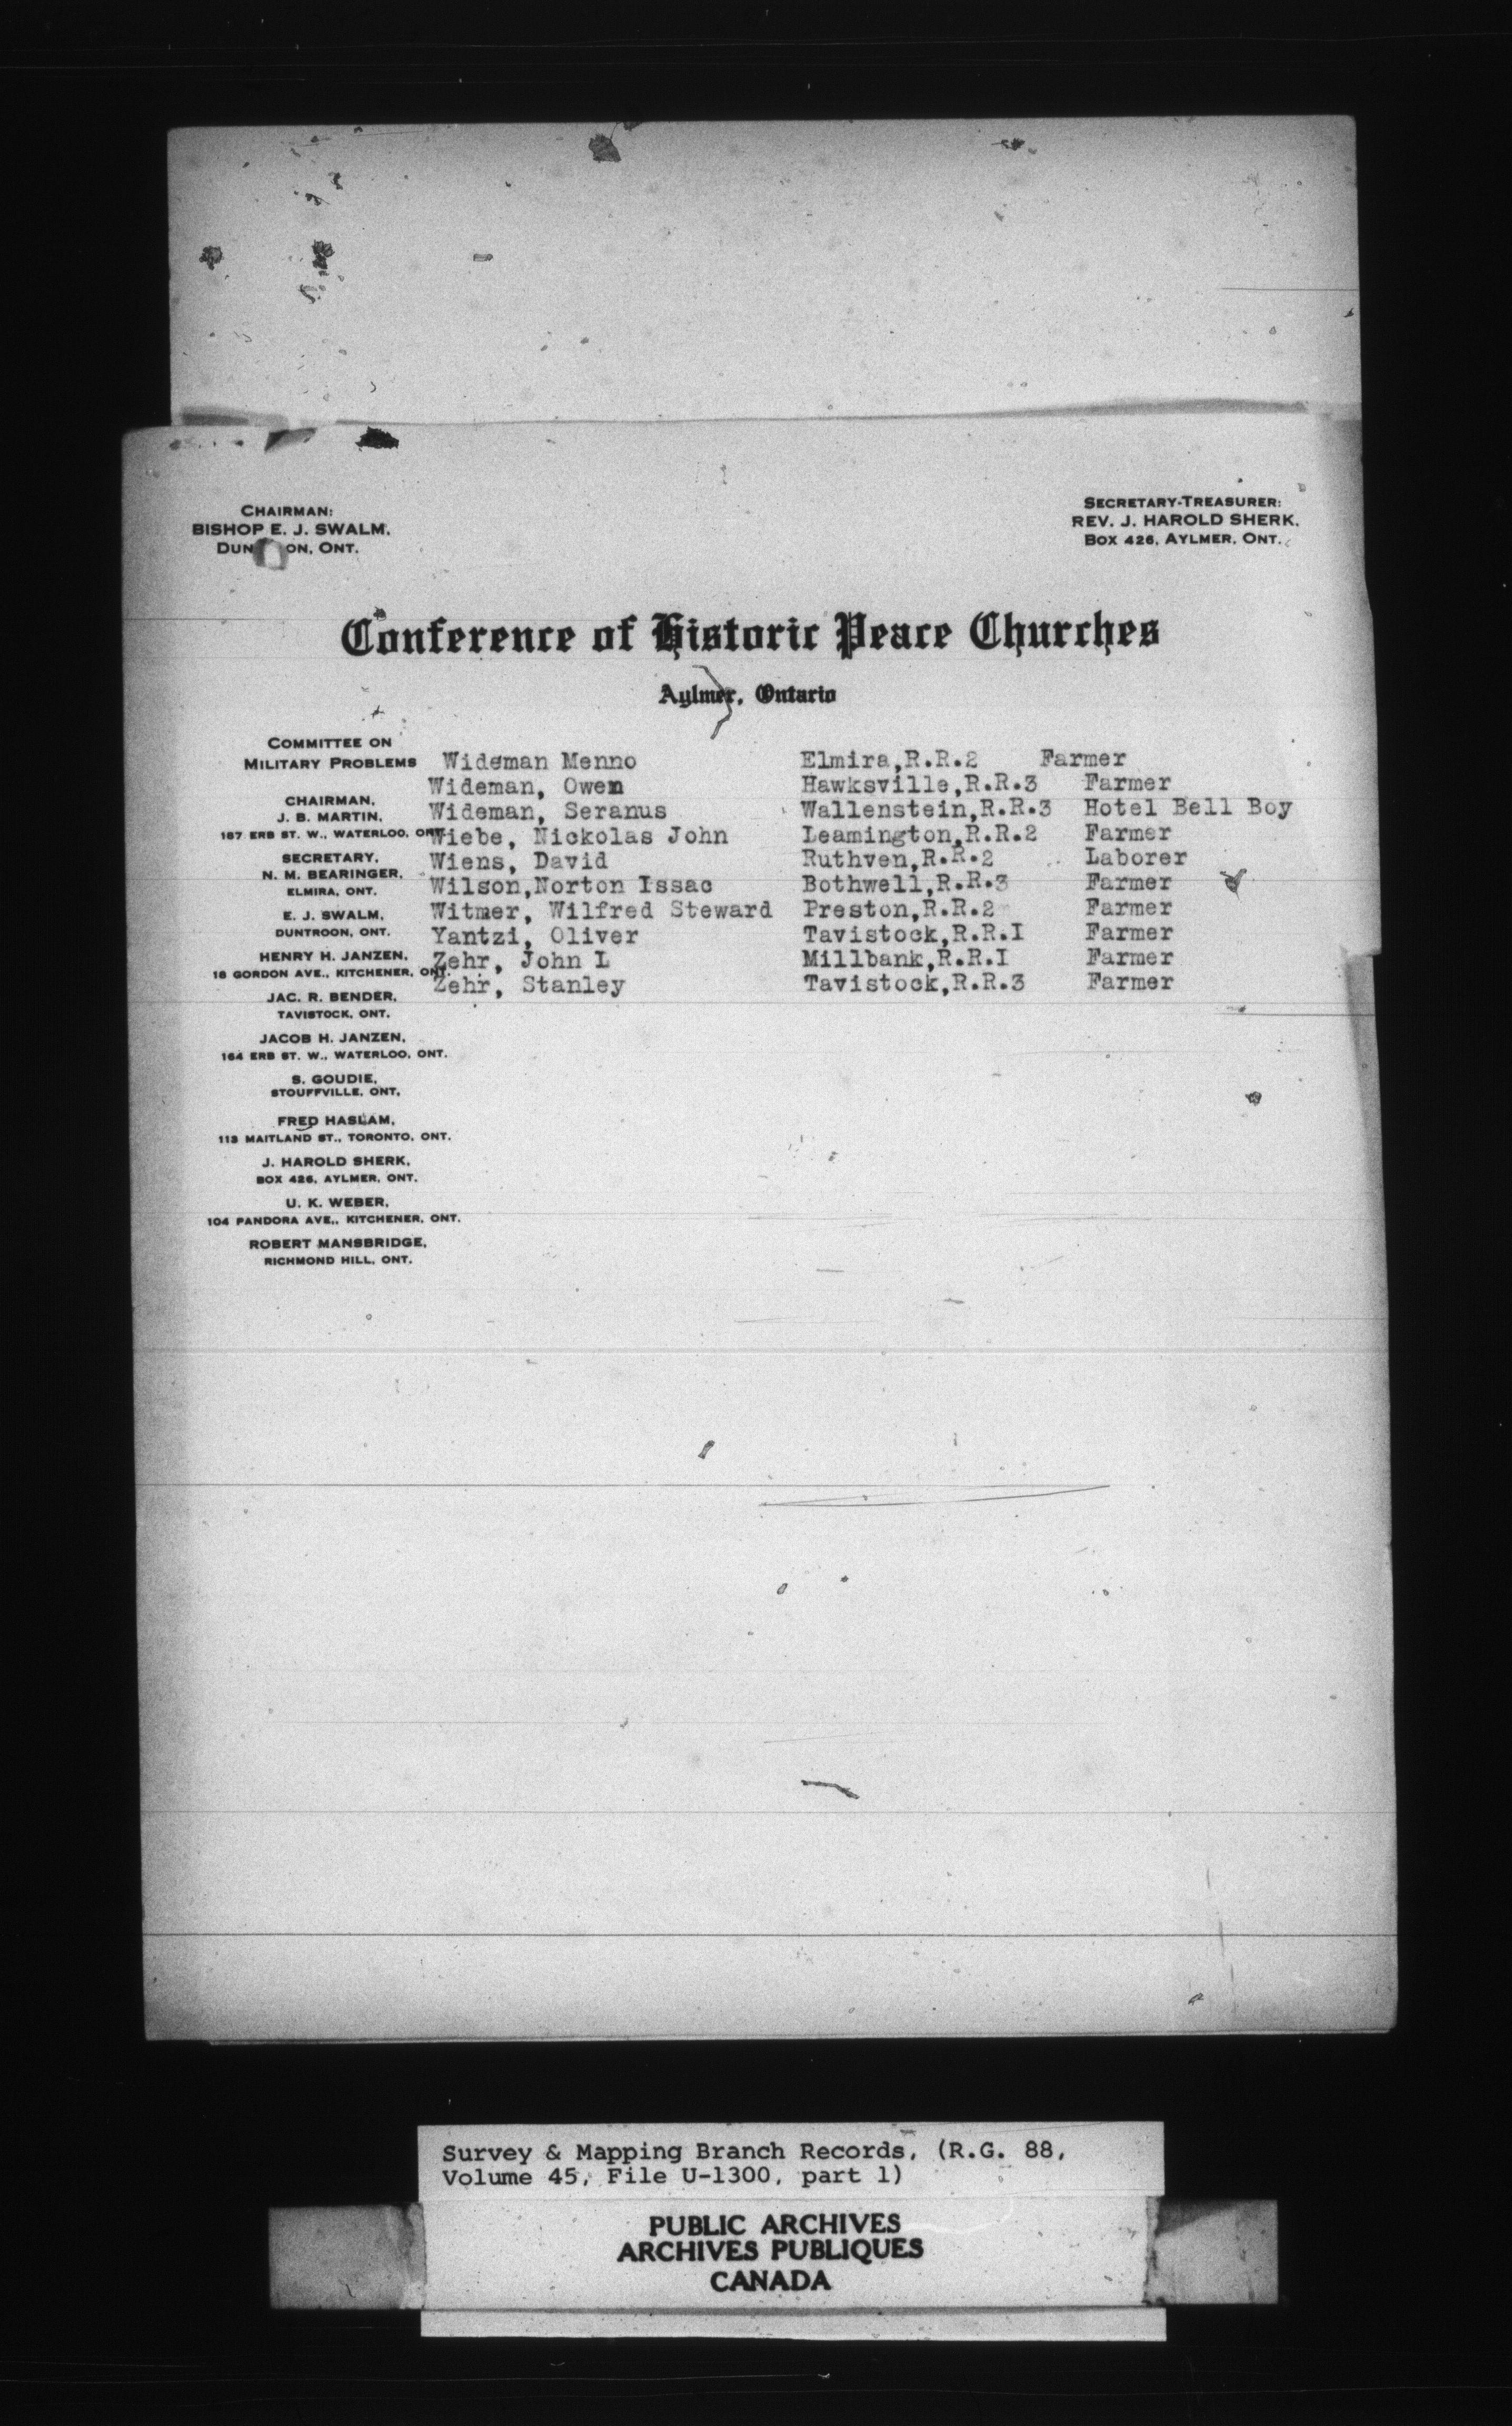 CHAIRMAN:
BISHOP E. J. SWALM,
DUN ON, ONT.
SECRETARY-TREASURER:
REV. J. HAROLD SHERK,
BOX 426, AYLMER, ONT.
Conference of Historic Peace Churches
Aylmer, Ontario
COMMITTEE ON
MILITARY PROBLEMS
CHAIRMAN,
J. B. MARTIN,
187 ERB ST. W., WATERLOO, ONT.
SECRETARY,
N. M. BEARINGER,
ELMIRA, ONT.
E. J. SWALM,
DUNTROON, ONT.
HENRY H. JANZEN,
18 GORDON AVE., KITCHENER, ONT.
JAC. R. BENDER,
TAVISTOCK, ONT.
JACOB H. JANZEN,
164 ERB ST. W., WATERLOO, ONT.
S. GOUDIE,
STOUFFVILLE, ONT.
FRED HASLAM,
113 MAITLAND ST., TORONTO, ONT.
J. HAROLD SHERK,
BOX 426, AYLMER, ONT.
U. K. WEBER,
104 PANDORA AVE., KITCHENER, ONT.
ROBERT MANSBRIDGE,
RICHMOND HILL, ONT.
Wideman Menno Elmira,R.R.2 Farmer
Wideman, Owen Hawksville,R.R.3 Farmer
Wideman, Seranus Wallenstein,R.R.3 Hotel Bell Boy
Wiebe, Nickolas John Leamington,R.R.2 Farmer
Wiens, David Ruthven,R.R.2 Laborer
Wilson,Norton Issac Bothwell,R.R.3 Farmer
Witmer, Wilfred Steward Preston,R.R.2 Farmer
Yantzi, Oliver Tavistock,R.R.I Farmer
Zehr, John L Millbank,R.R.I Farmer
Zehr, Stanley Tavistock,R.R.3 Farmer
Survey & Mapping Branch Records, (R.G. 88,
Volume 45, File U-1300, part 1)
PUBLIC ARCHIVES
ARCHIVES PUBLIQUES
CANADA